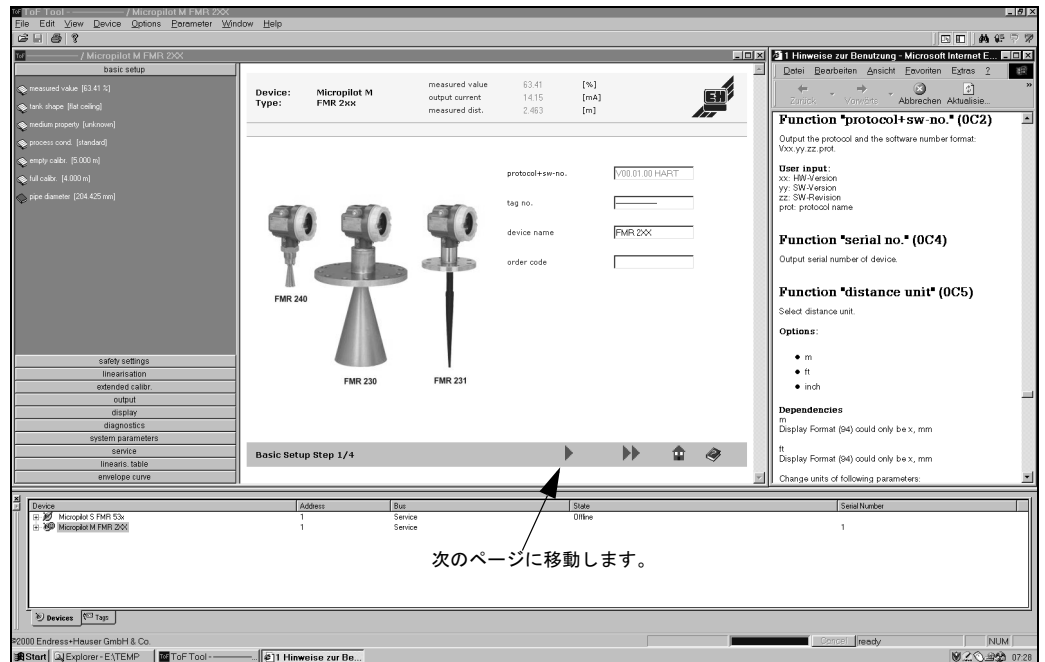 ToF Tool - / Micropilot M FMR 2XX
File Edit View Device Options Parameter Window Help
/ Micropilot M FMR 2XX
basic setup
measured value [63.41 %]
tank shape [flat ceiling]
medium property [unknown]
process cond. [standard]
empty calibr. [5.000 m]
full calibr. [4.000 m]
pipe diameter [204.425 mm]
safety settings
linearisation
extended calibr.
output
display
diagnostics
system parameters
service
linearis. table
envelope curve
Device: Micropilot M
Type: FMR 2xx
measured value 63.41 [%]
output current 14.15 [mA]
measured dist. 2.463 [m]
EH
protocol+sw-no. V00.01.00 HART
tag no.
device name FMR 2XX
order code
FMR 240
FMR 230
FMR 231
Basic Setup Step 1/4
1 Hinweise zur Benutzung - Microsoft Internet E...
Datei Bearbeiten Ansicht Favoriten Extras ?
Zurück Vorwärts Abbrechen Aktualisie...
Function "protocol+sw-no." (0C2)
Output the protocol and the software number format:
Vxx.yy.zz.prot.
User input:
xx: HW-Version
yy: SW-Version
zz: SW-Revision
prot: protocol name
Function "serial no." (0C4)
Output serial number of device.
Function "distance unit" (0C5)
Select distance unit.
Options:
m
ft
inch
Dependencies
m
Display Format (94) could only be x, mm
ft
Display Format (94) could only be x, mm
Change units of following parameters:
Device Address Bus State Serial Number
Micropilot S FMR 53x 1 Service Offline
Micropilot M FMR 2XX 1 Service 1
次のページに移動します。
Devices Tags
©2000 Endress+Hauser GmbH & Co.
Cancel ready NUM
Start Explorer - E:\TEMP ToF Tool - ... 1 Hinweise zur Be... 07:28